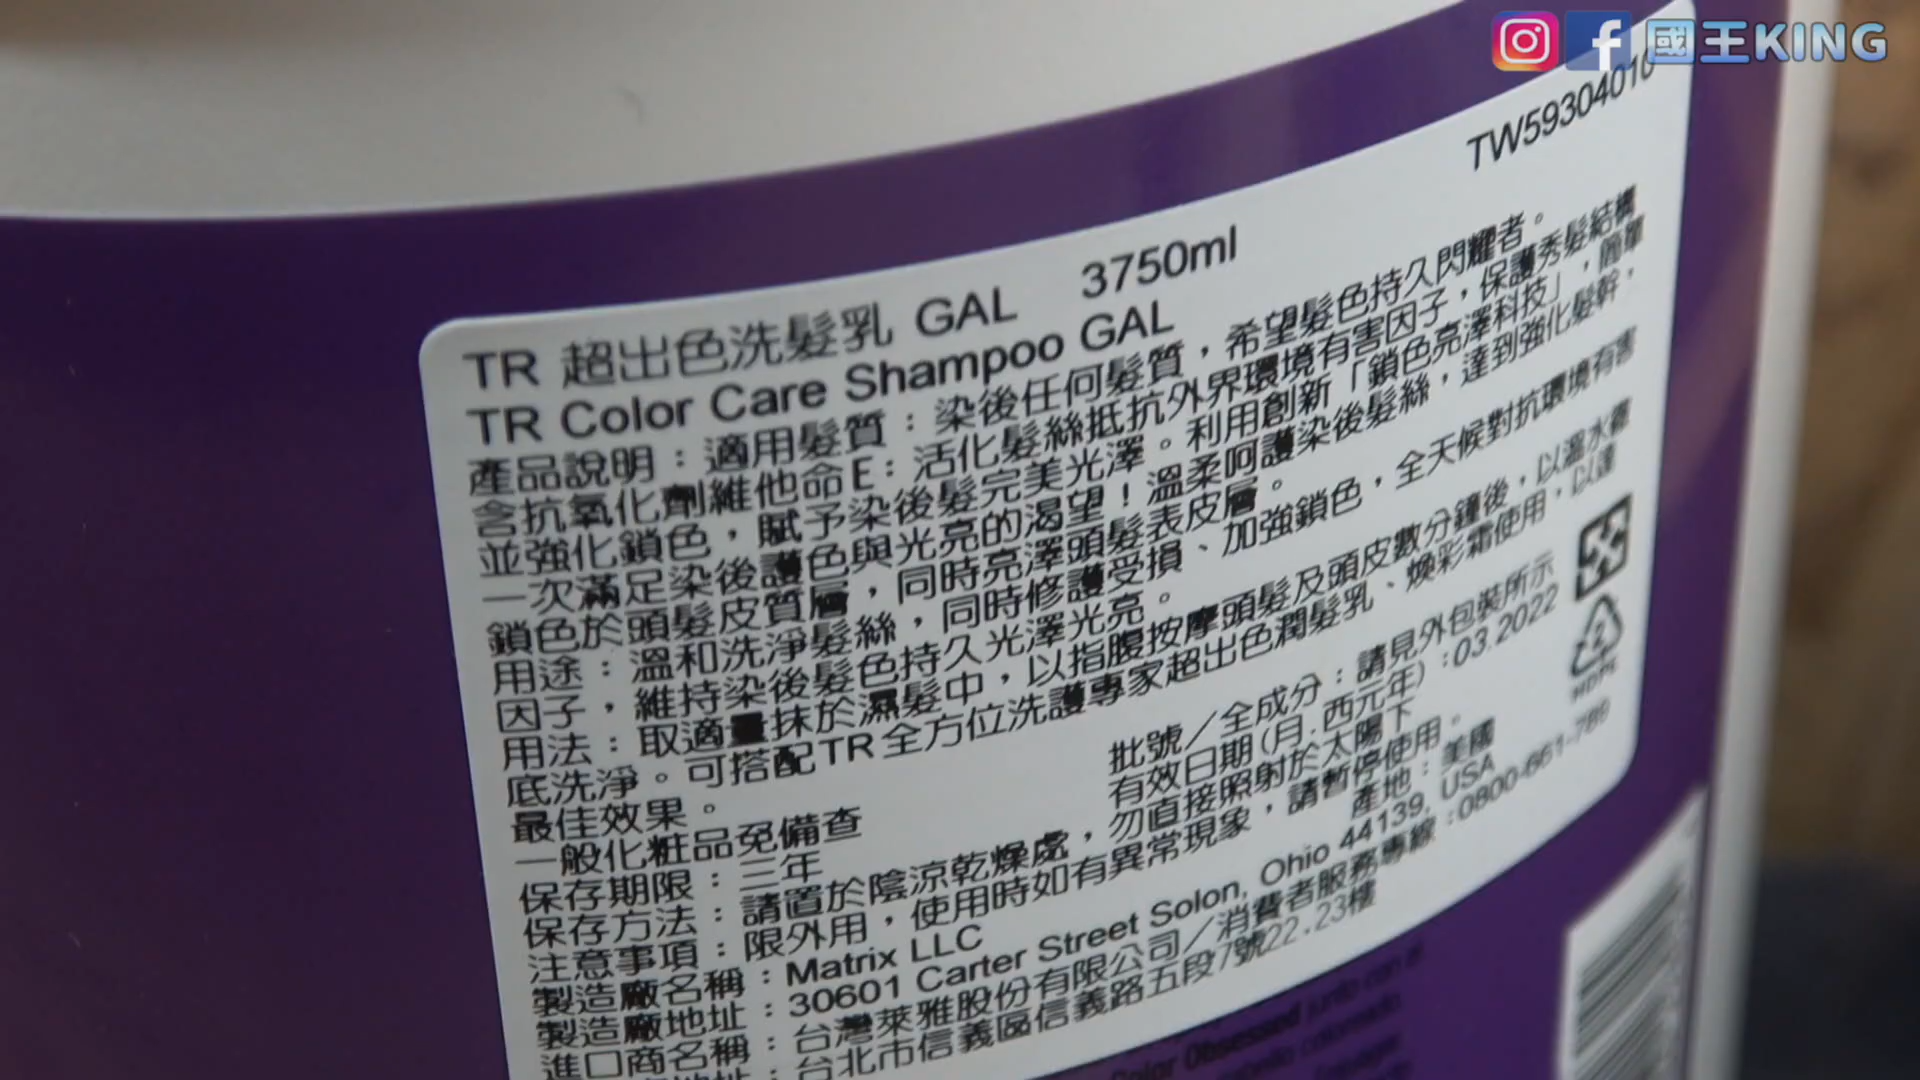 國王KING
TW59304010
TR 超出色洗髮乳 GAL 3750ml
TR Color Care Shampoo GAL
產品說明：適用髮質：染後任何髮質，希望髮色持久閃耀者。
含抗氧化劑維他命E：活化髮絲抵抗外界環境有害因子，保護秀髮結構
並強化鎖色，賦予染後髮完美光澤。利用創新「鎖色亮澤科技」，簡單
一次滿足染後護色與光亮的渴望！溫柔呵護染後髮絲，達到強化髮幹，
鎖色於頭髮皮質層，同時亮澤頭髮表皮層。
用途：溫和洗淨髮絲，同時修護受損、加強鎖色，全天候對抗環境有害
因子，維持染後髮色持久光澤光亮。
用法：取適量抹於濕髮中，以指腹按摩頭髮及頭皮數分鐘後，以溫水徹
底洗淨。可搭配TR全方位洗護專家超出色潤髮乳、煥彩霜使用，以達
最佳效果。
一般化粧品免備查 批號／全成分：請見外包裝所示
保存期限：三年 有效日期(月.西元年)：03.2022
保存方法：請置於陰涼乾燥處，勿直接照射於太陽下
注意事項：限外用，使用時如有異常現象，請暫停使用。
製造廠名稱：Matrix LLC 產地：美國
製造廠地址：30601 Carter Street Solon, Ohio 44139, USA
進口商名稱：台灣萊雅股份有限公司／消費者服務專線：0800-661-789
地址：台北市信義區信義路五段7號22.23樓
2
HDPE
Color Obsessed junto con el